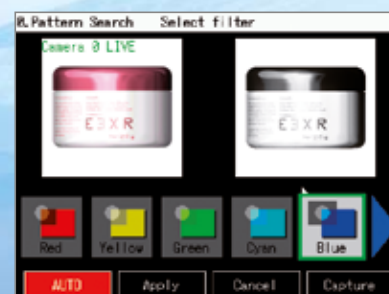 0.Pattern Search Select filter
Camera 0 LIVE
E3XR E3XR
Red Yellow Green Cyan Blue
AUTO Apply Cancel Capture